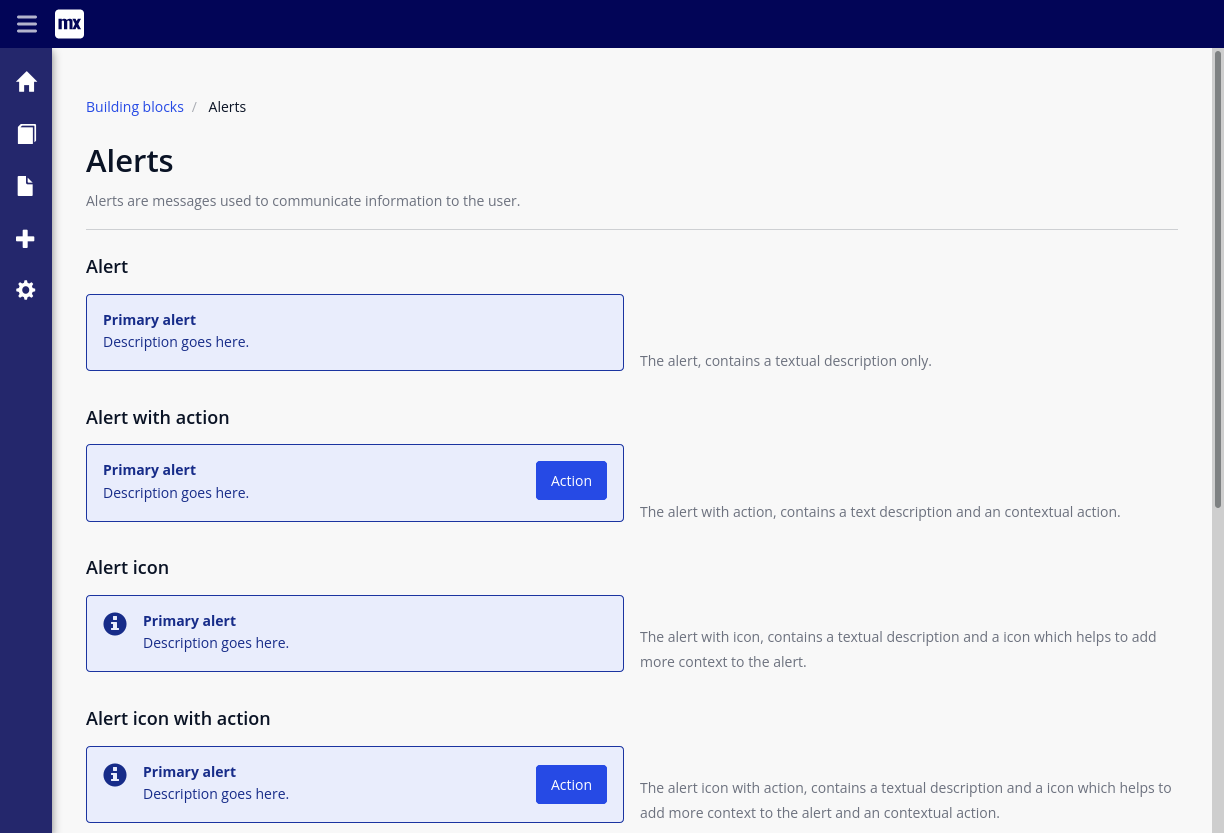 mx
Building blocks / Alerts
Alerts
Alerts are messages used to communicate information to the user.
Alert
Primary alert
Description goes here.
The alert, contains a textual description only.
Alert with action
Primary alert
Description goes here.
Action
The alert with action, contains a text description and an contextual action.
Alert icon
Primary alert
Description goes here.
The alert with icon, contains a textual description and a icon which helps to add
more context to the alert.
Alert icon with action
Primary alert
Description goes here.
Action
The alert icon with action, contains a textual description and a icon which helps to
add more context to the alert and an contextual action.